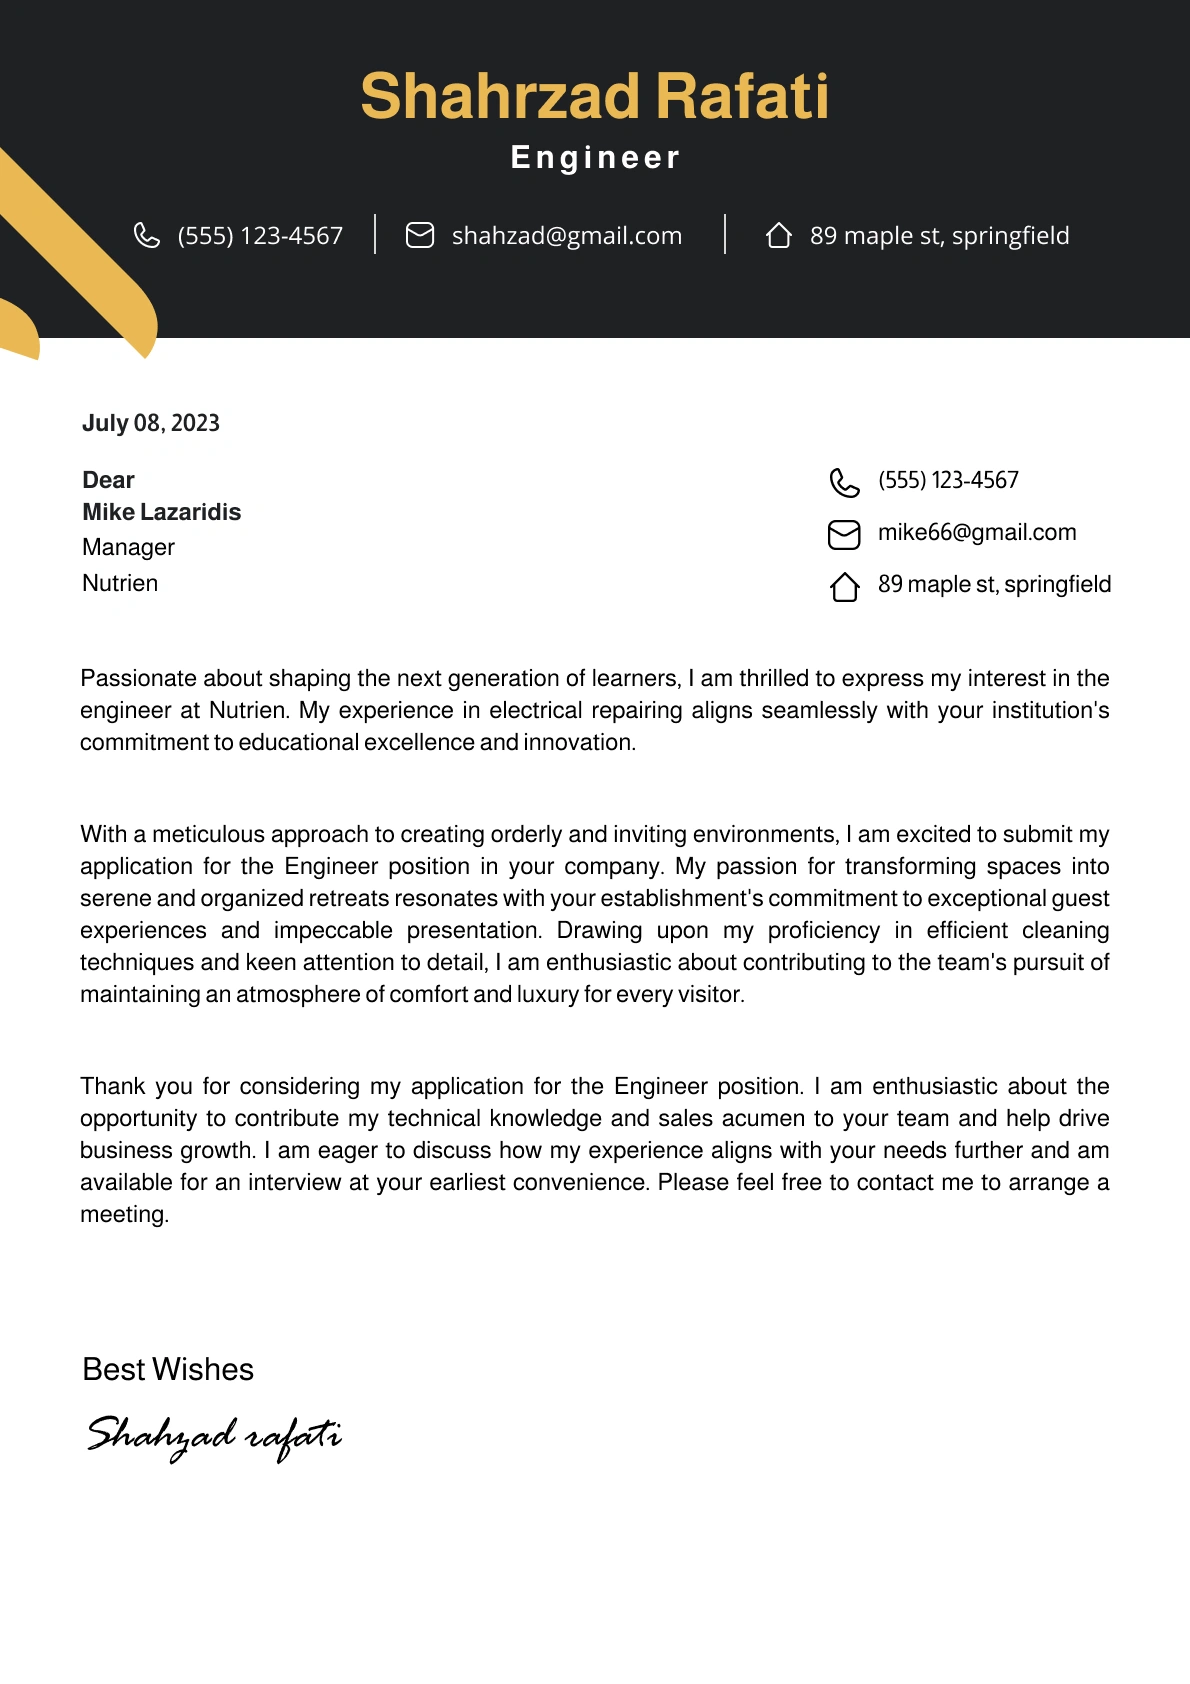 Shahrzad Rafati
Engineer
(555) 123-4567
shahzad@gmail.com
89 maple st, springfield
July 08, 2023
Dear
Mike Lazaridis
Manager
Nutrien
(555) 123-4567
mike66@gmail.com
89 maple st, springfield
Passionate about shaping the next generation of learners, I am thrilled to express my interest in the
engineer at Nutrien. My experience in electrical repairing aligns seamlessly with your institution's
commitment to educational excellence and innovation.
With a meticulous approach to creating orderly and inviting environments, I am excited to submit my
application for the Engineer position in your company. My passion for transforming spaces into
serene and organized retreats resonates with your establishment's commitment to exceptional guest
experiences and impeccable presentation. Drawing upon my proficiency in efficient cleaning
techniques and keen attention to detail, I am enthusiastic about contributing to the team's pursuit of
maintaining an atmosphere of comfort and luxury for every visitor.
Thank you for considering my application for the Engineer position. I am enthusiastic about the
opportunity to contribute my technical knowledge and sales acumen to your team and help drive
business growth. I am eager to discuss how my experience aligns with your needs further and am
available for an interview at your earliest convenience. Please feel free to contact me to arrange a
meeting.
Best Wishes
Shahzad rafati